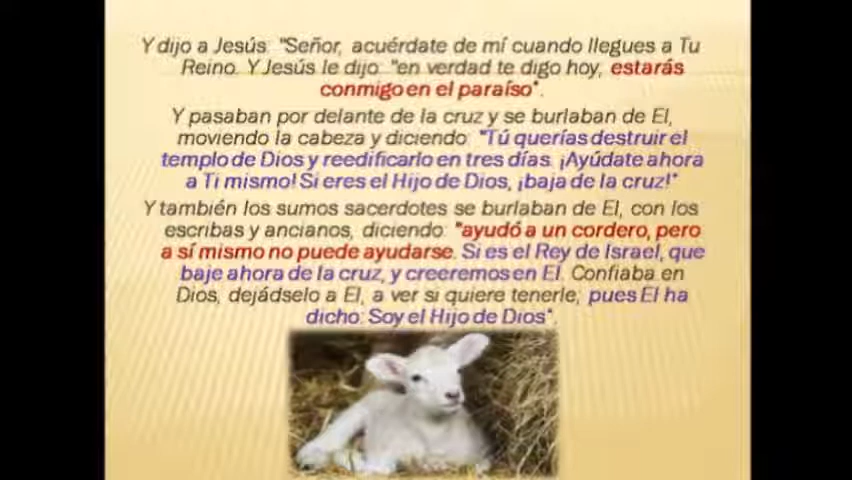 Y dijo a Jesús: "Señor, acuérdate de mí cuando llegues a Tu
Reino. Y Jesús le dijo: "en verdad te digo hoy, estarás
conmigo en el paraíso".
Y pasaban por delante de la cruz y se burlaban de El,
moviendo la cabeza y diciendo: "Tú querías destruir el
templo de Dios y reedificarlo en tres días. ¡Ayúdate ahora
a Ti mismo! Si eres el Hijo de Dios, ¡baja de la cruz!"
Y también los sumos sacerdotes se burlaban de El, con los
escribas y ancianos, diciendo: "ayudó a un cordero, pero
a sí mismo no puede ayudarse. Si es el Rey de Israel, que
baje ahora de la cruz, y creeremos en El. Confiaba en
Dios, dejádselo a El, a ver si quiere tenerle, pues El ha
dicho: Soy el Hijo de Dios".